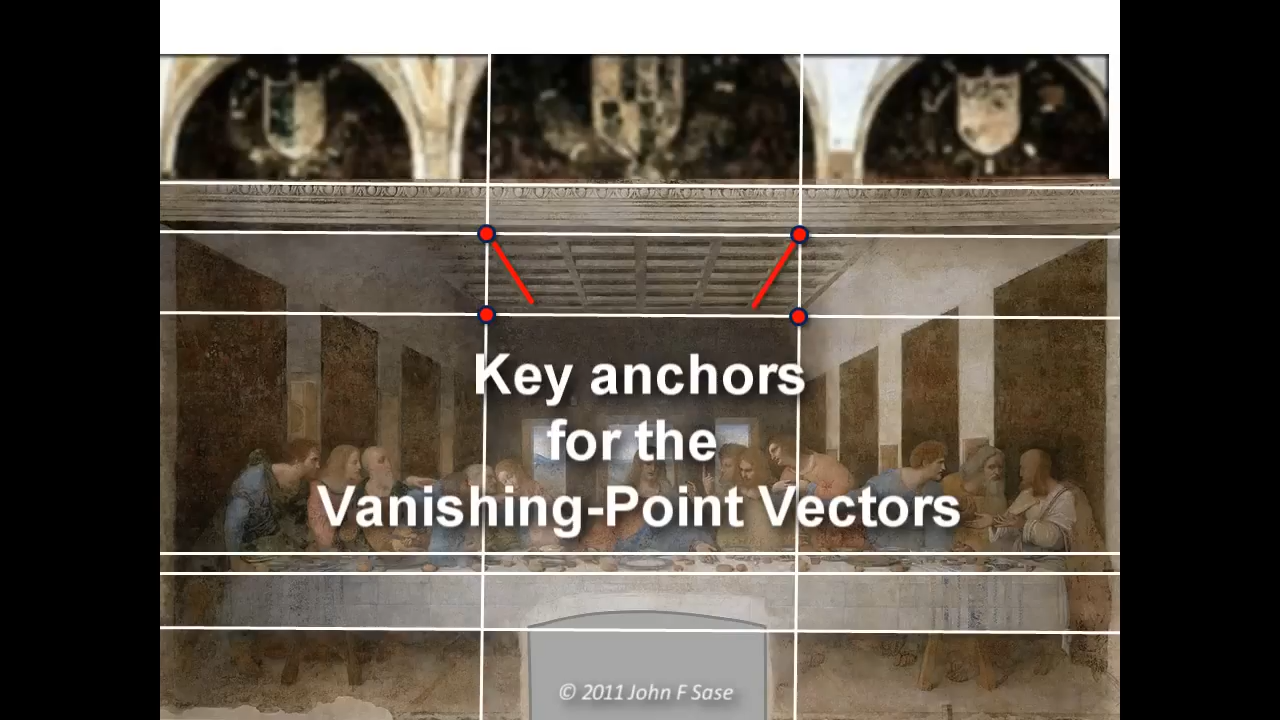 Key anchors
for the
Vanishing-Point Vectors
© 2011 John F Sase